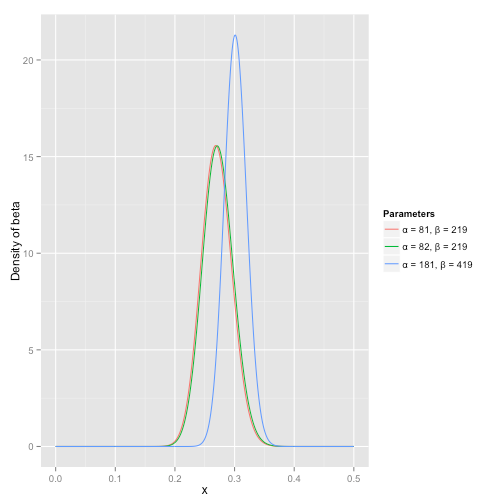 20
15
10
5
0
Density of beta
0.0 0.1 0.2 0.3 0.4 0.5
x
Parameters
α = 81, β = 219
α = 82, β = 219
α = 181, β = 419